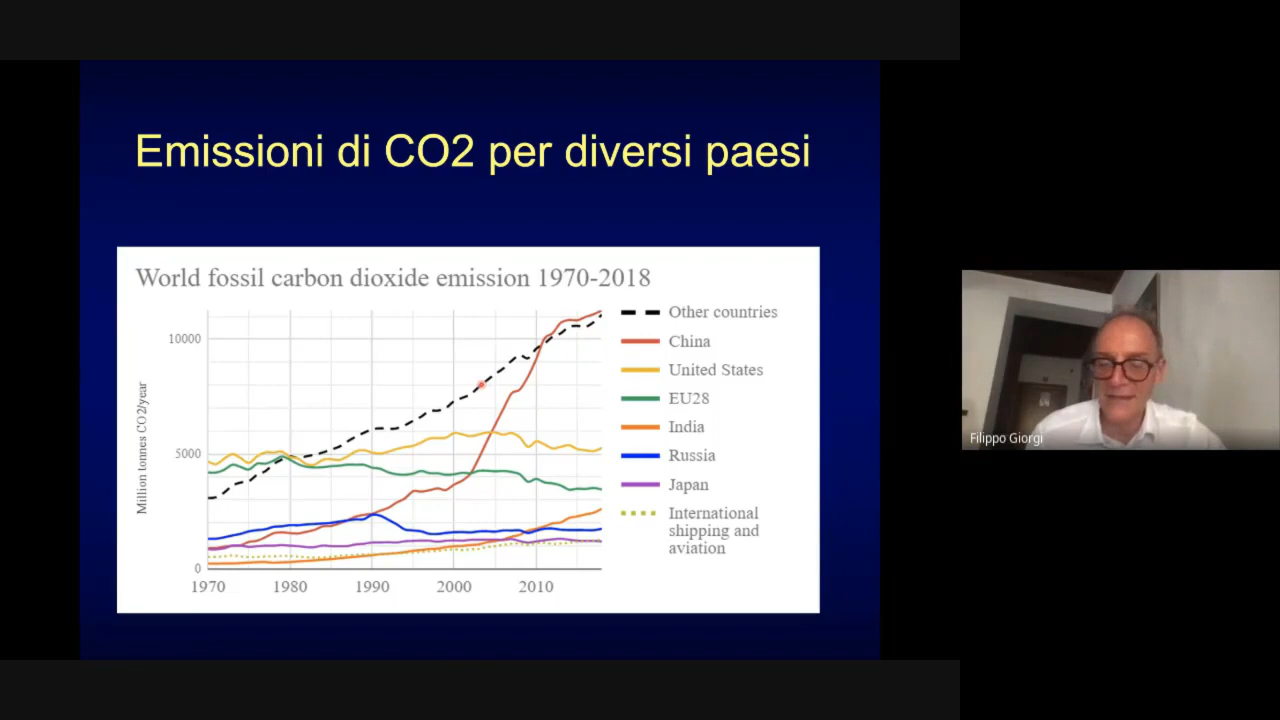 Emissioni di CO2 per diversi paesi
World fossil carbon dioxide emission 1970-2018
Million tonnes CO2/year
10000
5000
0
1970
1980
1990
2000
2010
Other countries
China
United States
EU28
India
Russia
Japan
International
shipping and
aviation
Filippo Giorgi